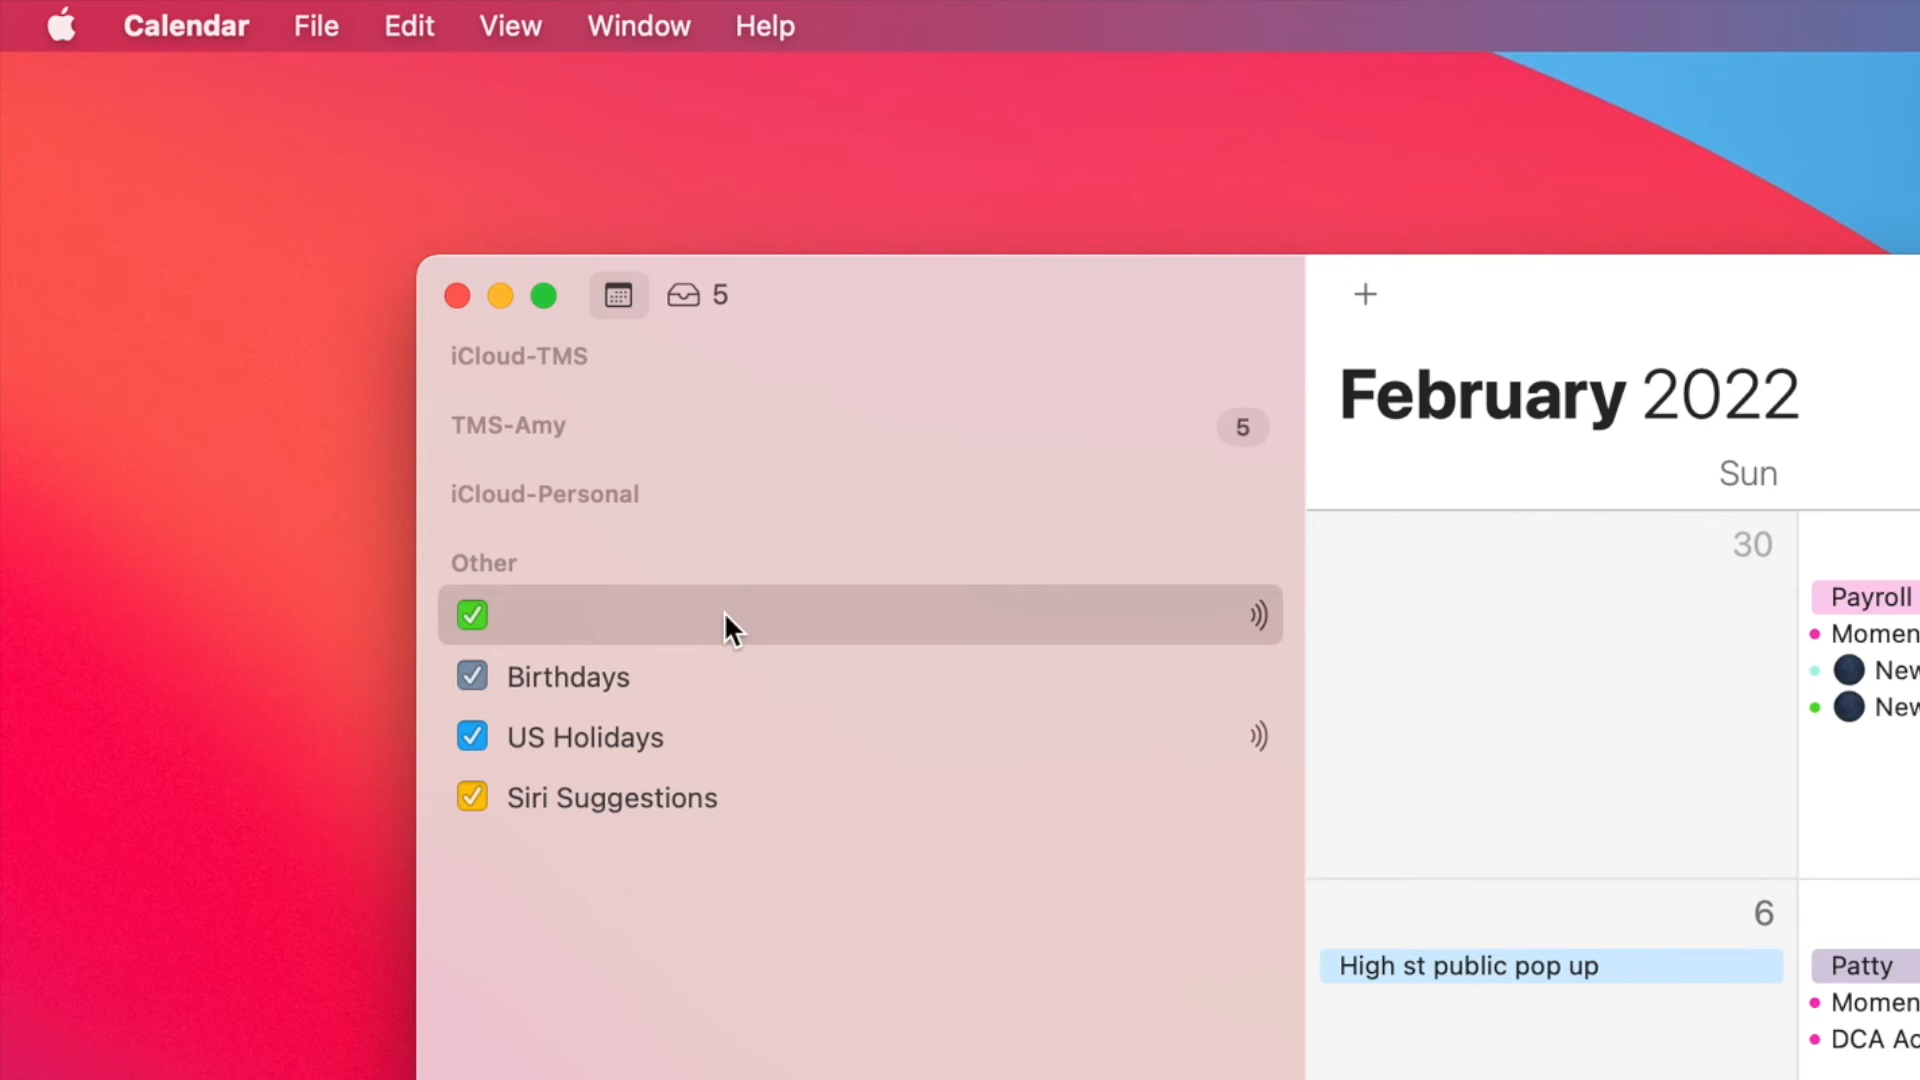 Calendar File Edit View Window Help
5
iCloud-TMS
TMS-Amy 5
iCloud-Personal
Other
Birthdays
US Holidays
Siri Suggestions
+
February 2022
Sun
30
Payroll
Momen
New
New
6
High st public pop up
Patty
Momen
DCA Ac